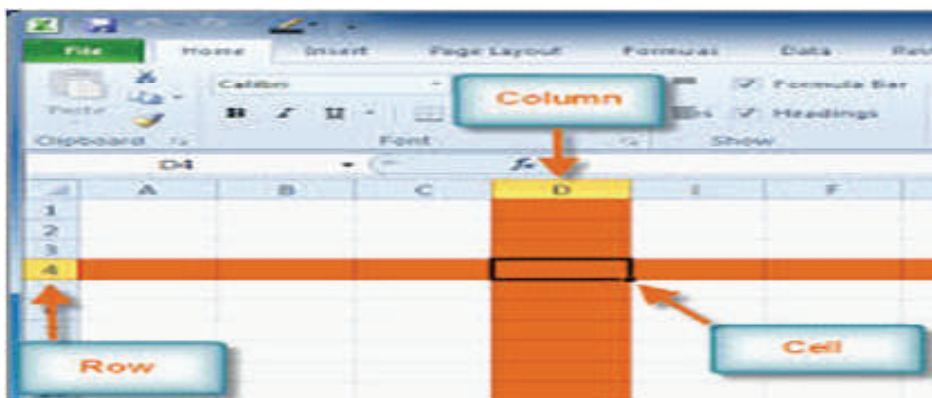 File Home Insert Page Layout Formulas Data
Calibri
Column
Formula Bar
Paste
B I U
Headings
Clipboard Font Show
D4 fx
A B C D E F
1
2
3
4
Row
Cell